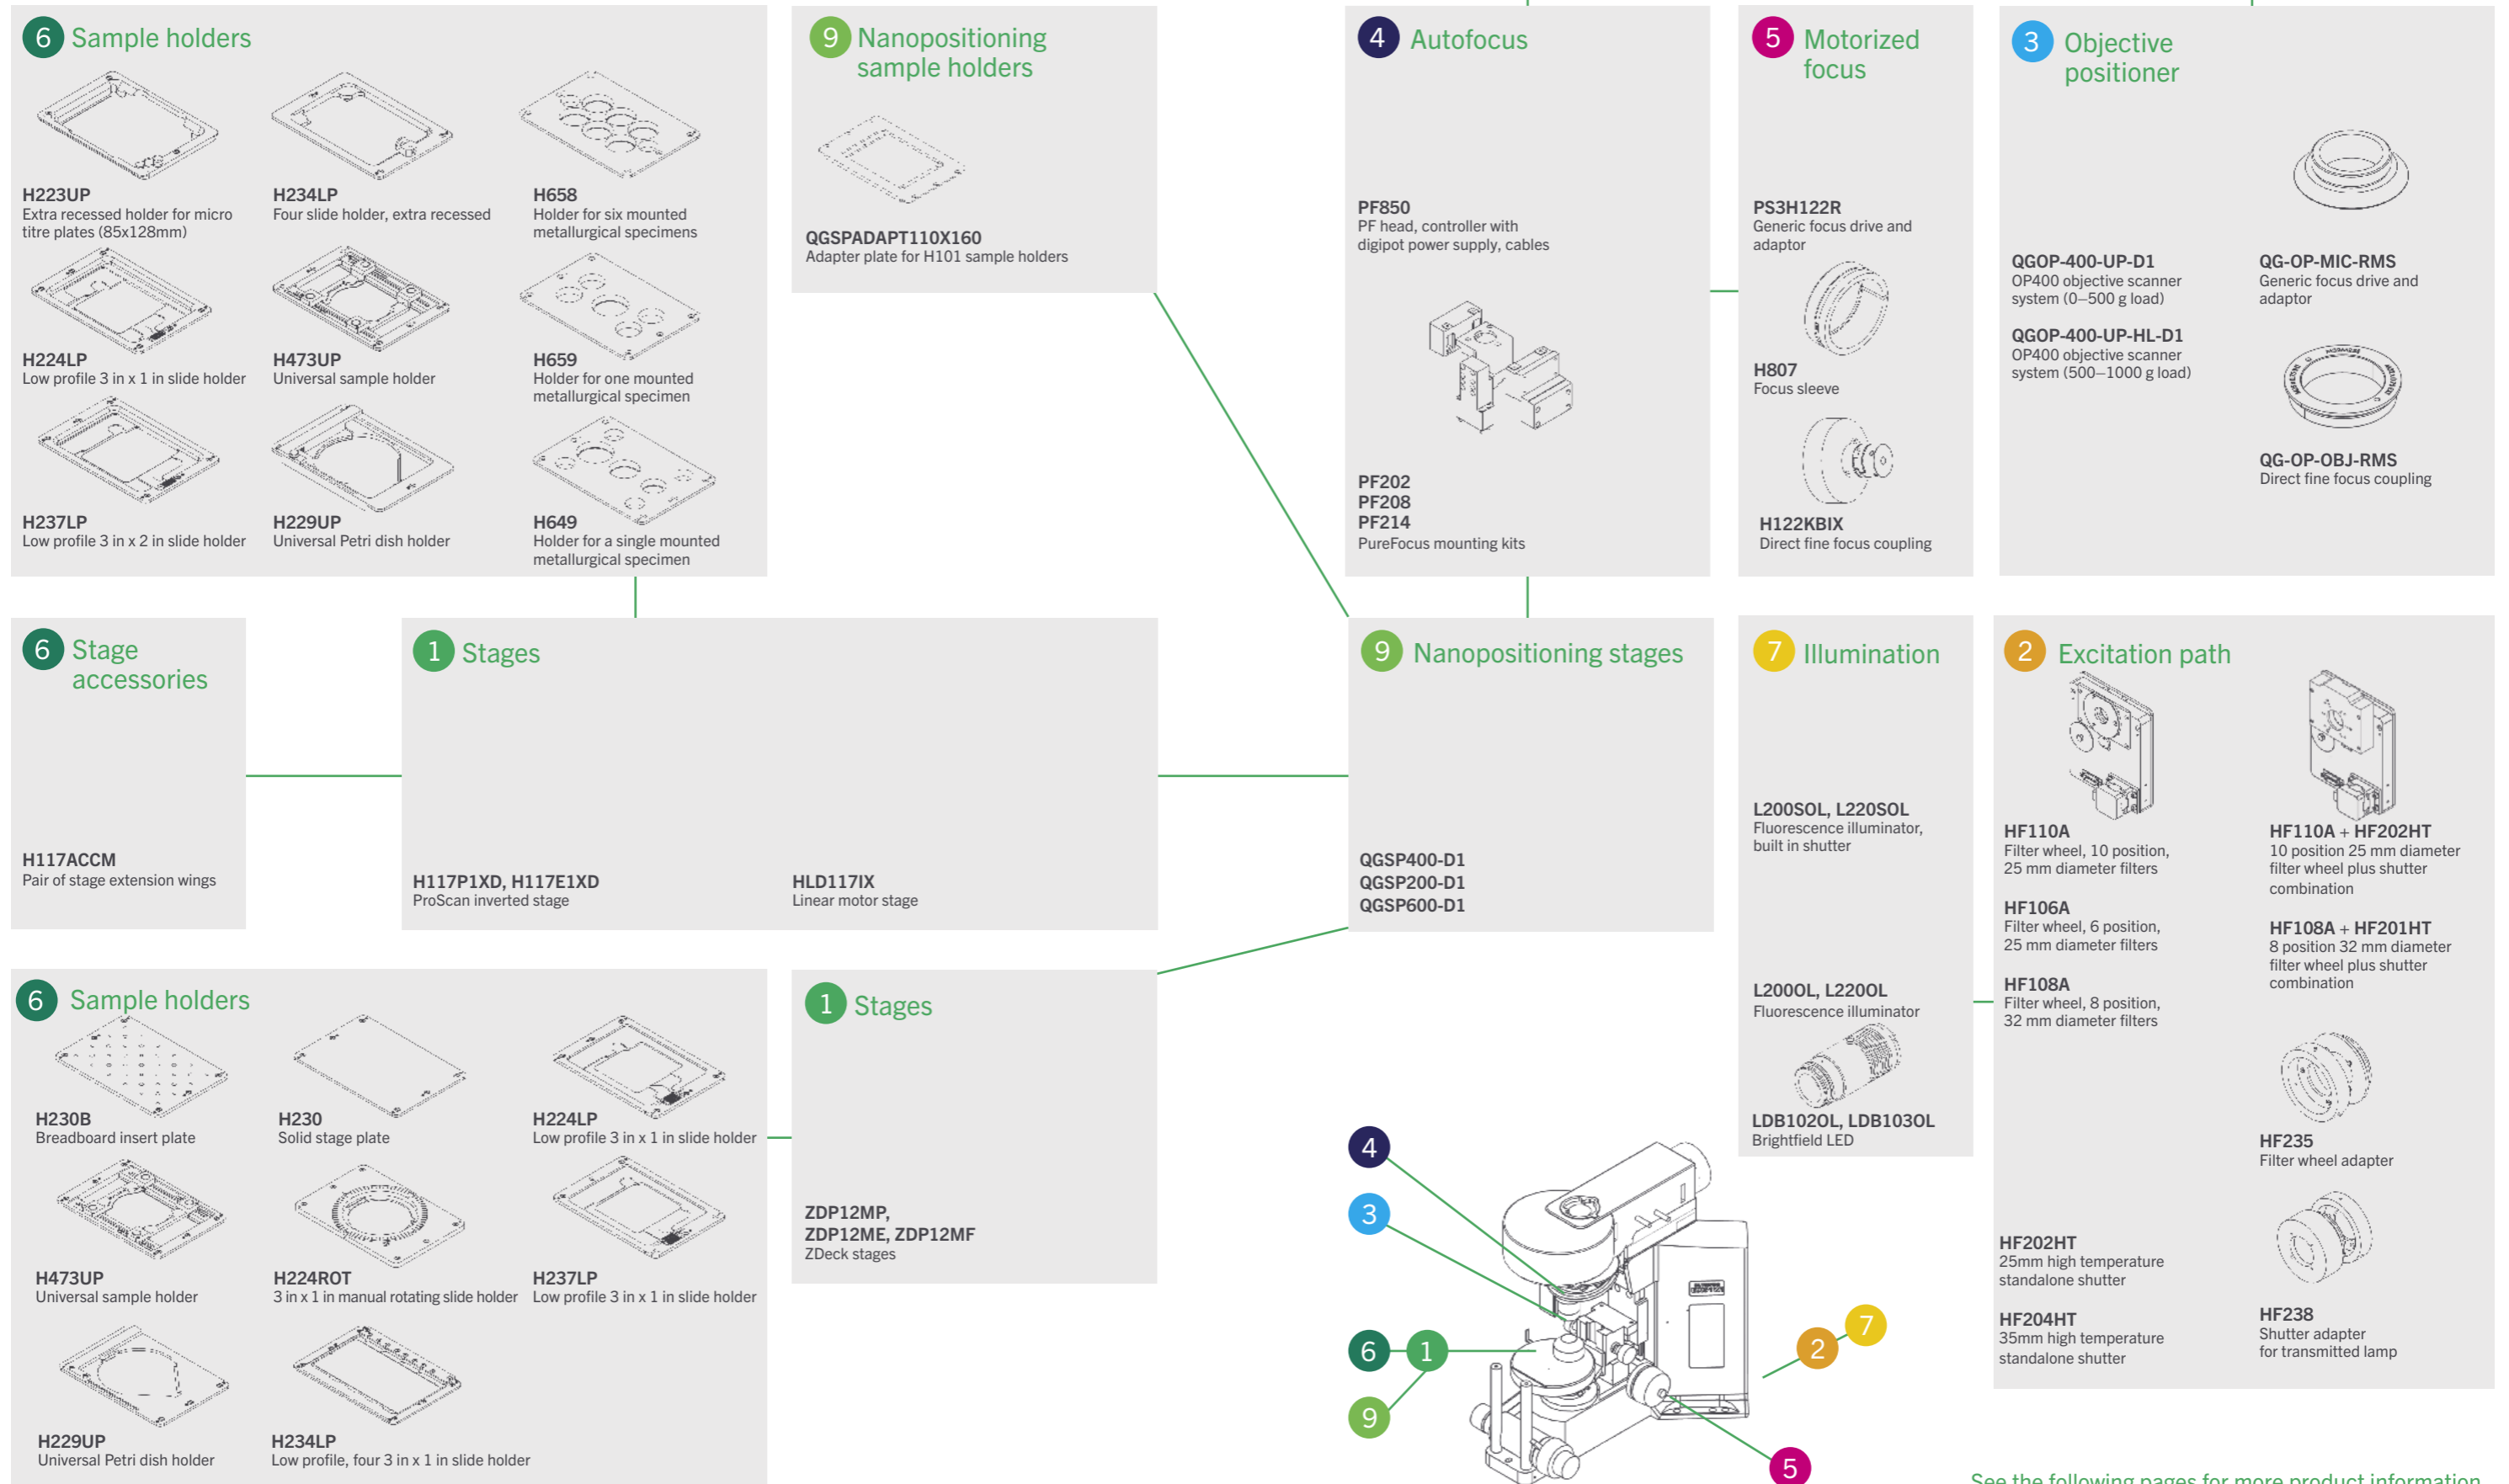 6 Sample holders
H223UP
Extra recessed holder for micro
titre plates (85x128mm)
H234LP
Four slide holder, extra recessed
H658
Holder for six mounted
metallurgical specimens
H224LP
Low profile 3 in x 1 in slide holder
H473UP
Universal sample holder
H659
Holder for one mounted
metallurgical specimen
H237LP
Low profile 3 in x 2 in slide holder
H229UP
Universal Petri dish holder
H649
Holder for a single mounted
metallurgical specimen
9 Nanopositioning
sample holders
QGSPADAPT110X160
Adapter plate for H101 sample holders
4 Autofocus
PF850
PF head, controller with
digipot power supply, cables
PF202
PF208
PF214
PureFocus mounting kits
5 Motorized
focus
PS3H122R
Generic focus drive and
adaptor
H807
Focus sleeve
H122KBIX
Direct fine focus coupling
3 Objective
positioner
QGOP-400-UP-D1
OP400 objective scanner
system (0–500 g load)
QGOP-400-UP-HL-D1
OP400 objective scanner
system (500–1000 g load)
QG-OP-MIC-RMS
Generic focus drive and
adaptor
QG-OP-OBJ-RMS
Direct fine focus coupling
6 Stage
accessories
H117ACCM
Pair of stage extension wings
1 Stages
H117P1XD, H117E1XD
ProScan inverted stage
HLD117IX
Linear motor stage
9 Nanopositioning stages
QGSP400-D1
QGSP200-D1
QGSP600-D1
7 Illumination
L200SOL, L220SOL
Fluorescence illuminator,
built in shutter
L200OL, L220OL
Fluorescence illuminator
LDB102OL, LDB103OL
Brightfield LED
2 Excitation path
HF110A
Filter wheel, 10 position,
25 mm diameter filters
HF106A
Filter wheel, 6 position,
25 mm diameter filters
HF108A
Filter wheel, 8 position,
32 mm diameter filters
HF110A + HF202HT
10 position 25 mm diameter
filter wheel plus shutter
combination
HF108A + HF201HT
8 position 32 mm diameter
filter wheel plus shutter
combination
HF235
Filter wheel adapter
HF202HT
25mm high temperature
standalone shutter
HF204HT
35mm high temperature
standalone shutter
HF238
Shutter adapter
for transmitted lamp
6 Sample holders
H230B
Breadboard insert plate
H230
Solid stage plate
H224LP
Low profile 3 in x 1 in slide holder
H473UP
Universal sample holder
H224ROT
3 in x 1 in manual rotating slide holder
H237LP
Low profile 3 in x 1 in slide holder
H229UP
Universal Petri dish holder
H234LP
Low profile, four 3 in x 1 in slide holder
1 Stages
ZDP12MP,
ZDP12ME, ZDP12MF
ZDeck stages
4
3
6 1
9
2 7
5
See the following pages for more product information